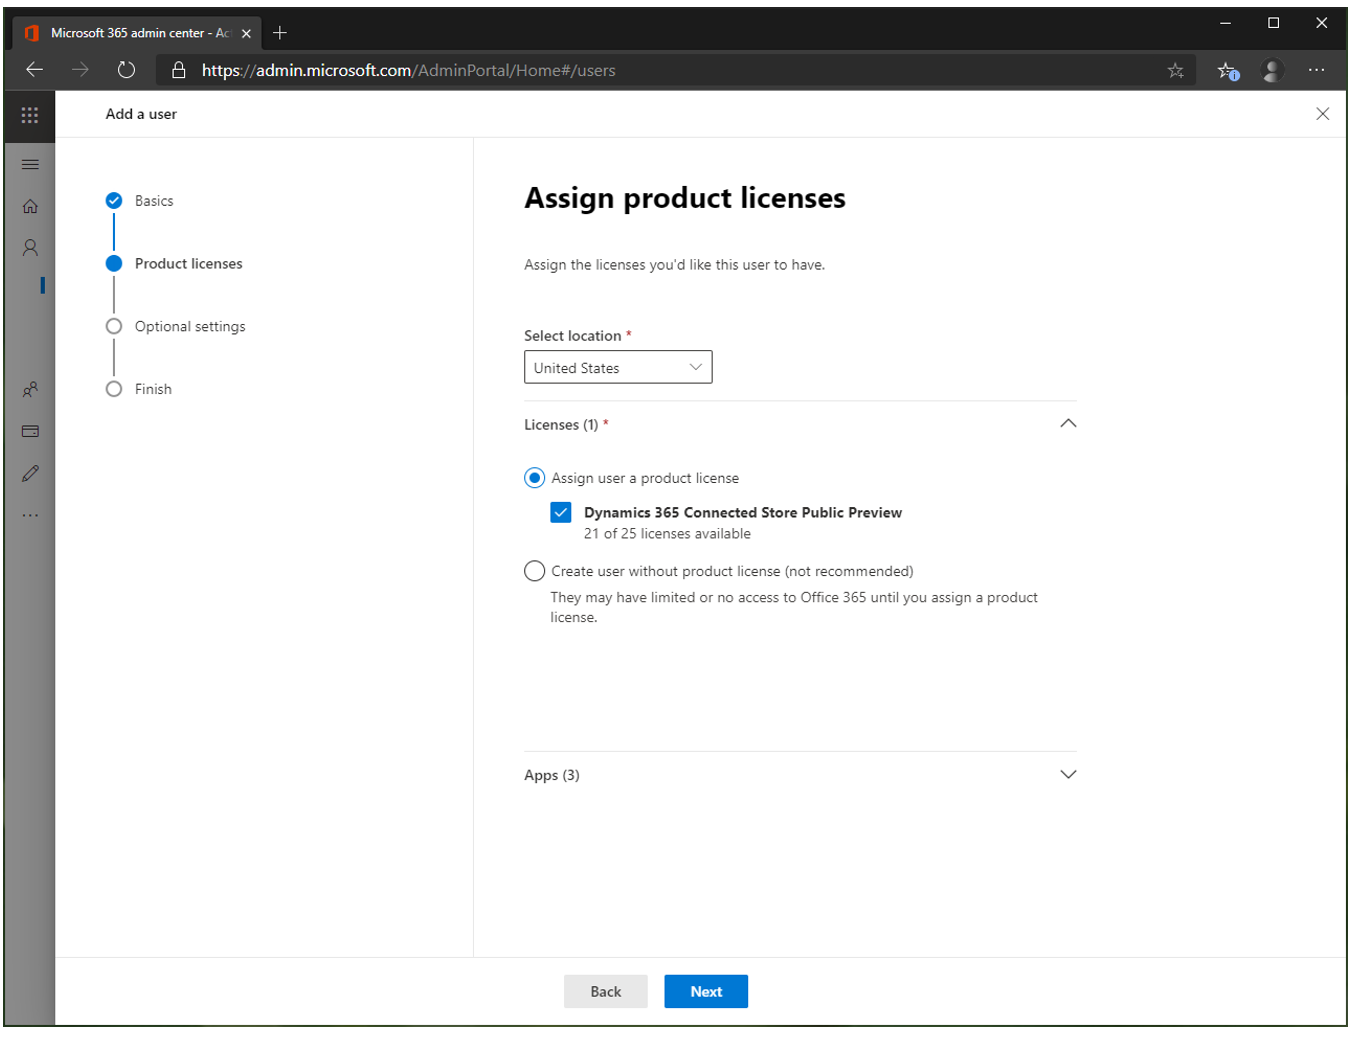 Microsoft 365 admin center - Ac
https://admin.microsoft.com/AdminPortal/Home#/users
Add a user
Basics
Product licenses
Optional settings
Finish
Assign product licenses
Assign the licenses you'd like this user to have.
Select location *
United States
Licenses (1) *
Assign user a product license
Dynamics 365 Connected Store Public Preview
21 of 25 licenses available
Create user without product license (not recommended)
They may have limited or no access to Office 365 until you assign a product
license.
Apps (3)
Back
Next